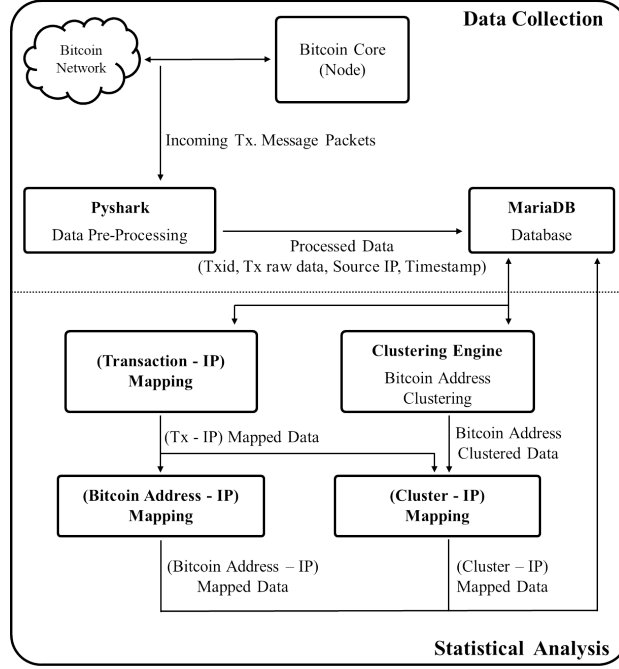 Data Collection
Bitcoin
Network
Bitcoin Core
(Node)
Incoming Tx. Message Packets
Pyshark
Data Pre-Processing
MariaDB
Database
Processed Data
(Txid, Tx raw data, Source IP, Timestamp)
(Transaction - IP)
Mapping
Clustering Engine
Bitcoin Address
Clustering
(Tx - IP) Mapped Data
Bitcoin Address
Clustered Data
(Bitcoin Address - IP)
Mapping
(Cluster - IP)
Mapping
(Bitcoin Address – IP)
Mapped Data
(Cluster – IP)
Mapped Data
Statistical Analysis